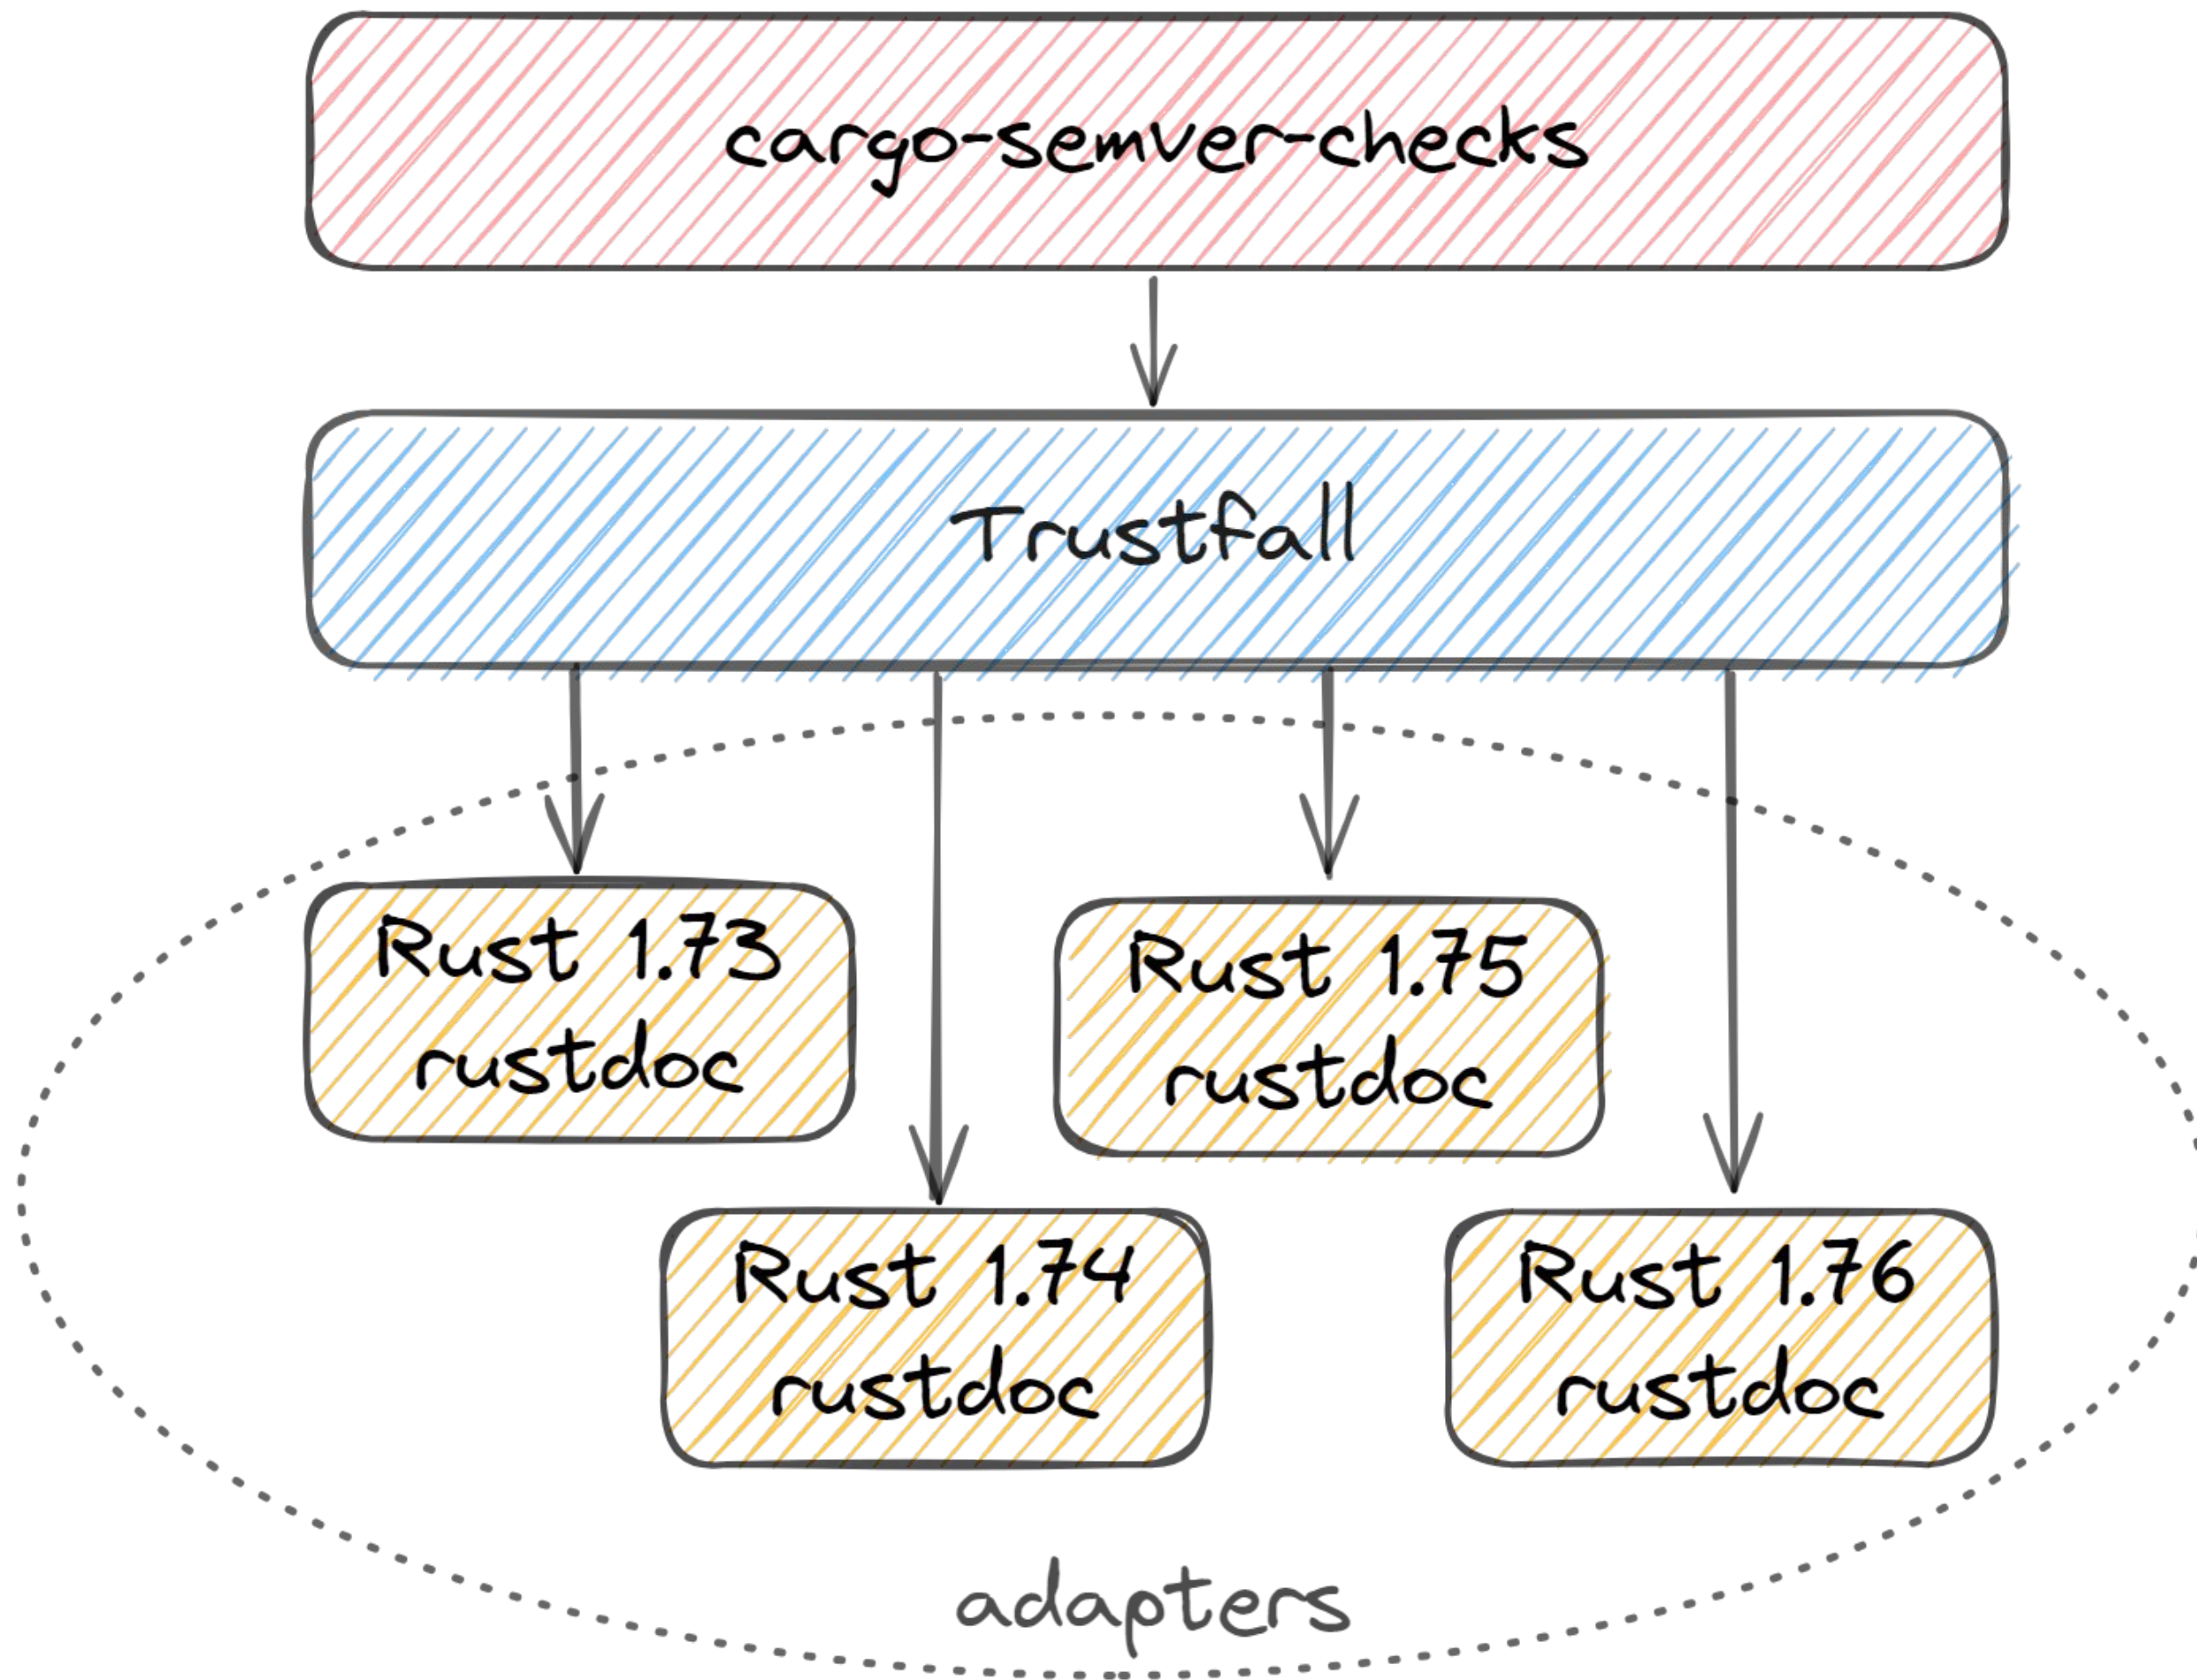 cargo-semver-checks
Trustfall
Rust 1.73
rustdoc
Rust 1.75
rustdoc
Rust 1.74
rustdoc
Rust 1.76
rustdoc
adapters